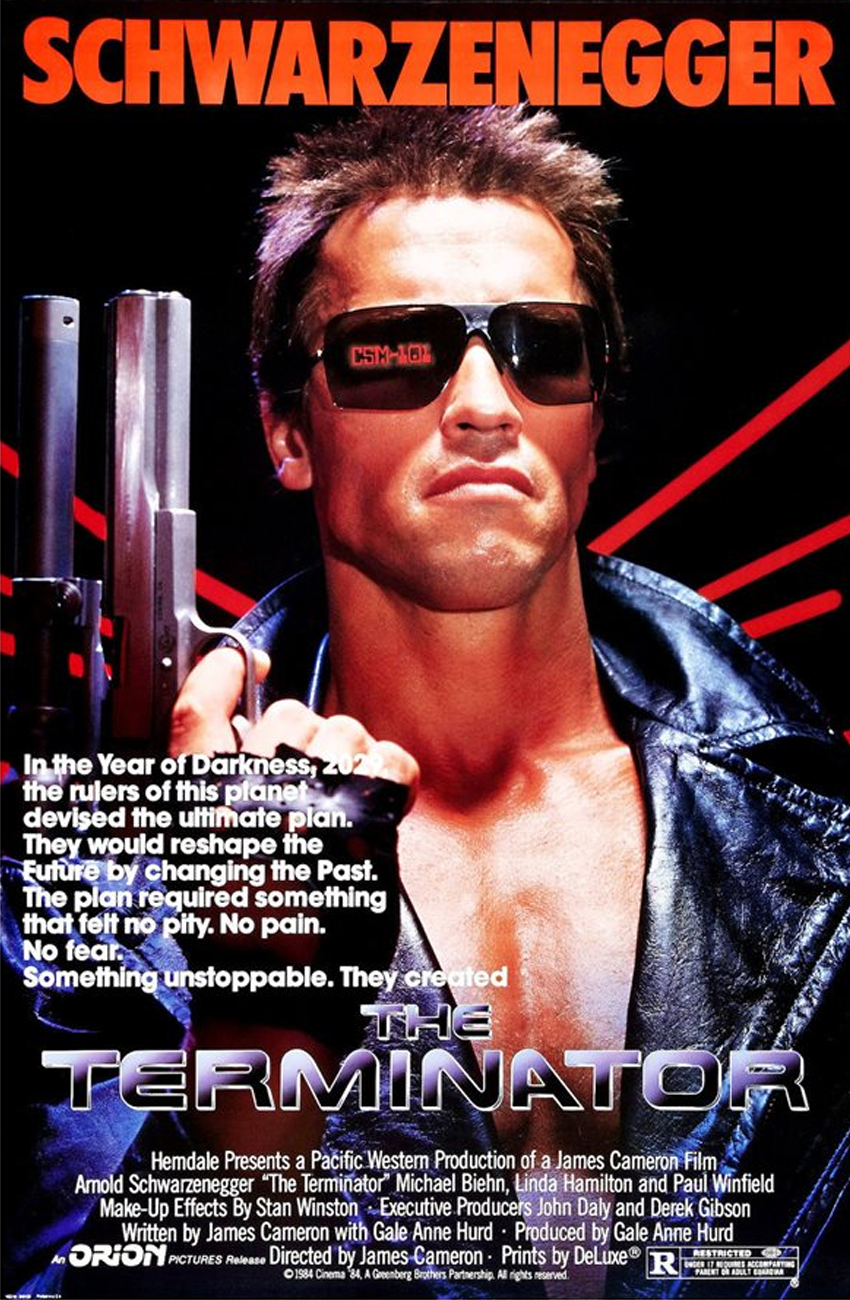 SCHWARZENEGGER
CSM-101
In the Year of Darkness, 2029,
the rulers of this planet
devised the ultimate plan.
They would reshape the
Future by changing the Past.
The plan required something
that felt no pity. No pain.
No fear.
Something unstoppable. They created
THE
TERMINATOR
Hemdale Presents a Pacific Western Production of a James Cameron Film
Arnold Schwarzenegger “The Terminator” Michael Biehn, Linda Hamilton and Paul Winfield
Make-Up Effects By Stan Winston · Executive Producers John Daly and Derek Gibson
Written by James Cameron with Gale Anne Hurd · Produced by Gale Anne Hurd
An ORION PICTURES Release Directed by James Cameron · Prints by DeLuxe®
R RESTRICTED
UNDER 17 REQUIRES ACCOMPANYING
PARENT OR ADULT GUARDIAN
©1984 Cinema '84, A Greenberg Brothers Partnership. All rights reserved.